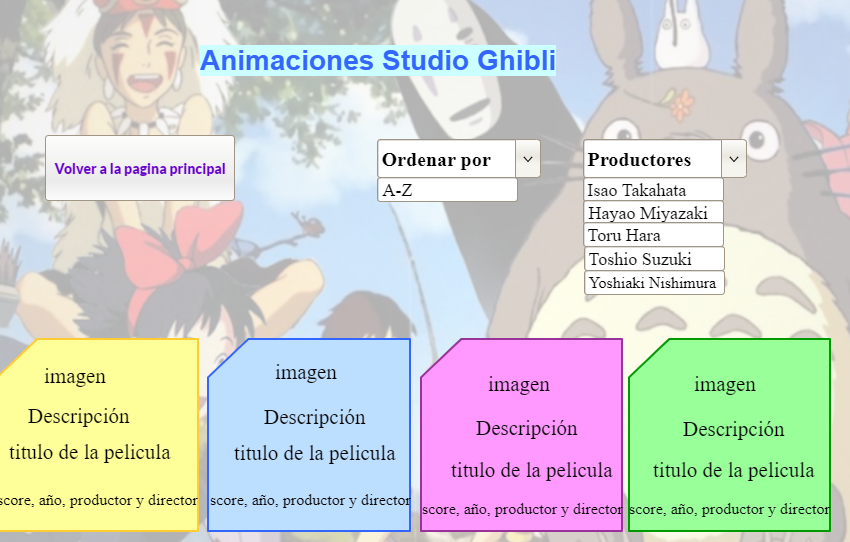 Animaciones Studio Ghibli
Volver a la pagina principal
Ordenar por
A-Z
Productores
Isao Takahata
Hayao Miyazaki
Toru Hara
Toshio Suzuki
Yoshiaki Nishimura
imagen
Descripción
titulo de la pelicula
score, año, productor y director
imagen
Descripción
titulo de la pelicula
score, año, productor y director
imagen
Descripción
titulo de la pelicula
score, año, productor y director
imagen
Descripción
titulo de la pelicula
score, año, productor y director